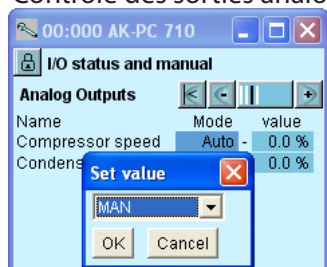 Contrôle des sorties analo
00:000 AK-PC 710
I/O status and manual
Analog Outputs
Name Mode value
Compressor speed Auto - 0.0 %
0.0 %
Set value
MAN
OK Cancel